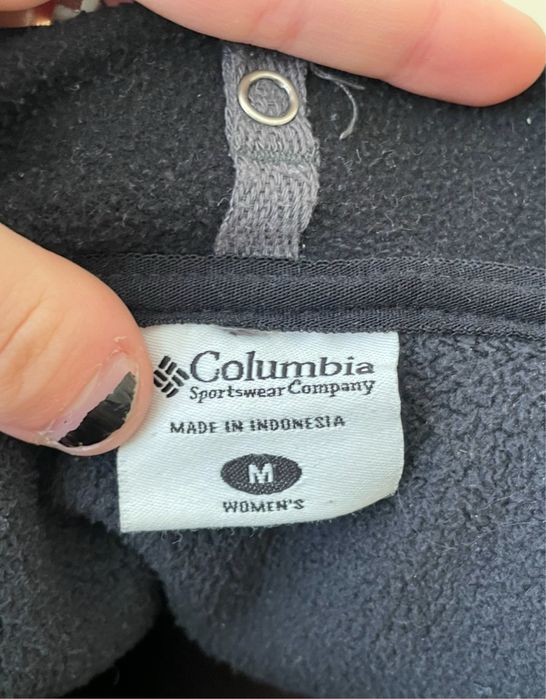 Columbia
Sportswear Company
MADE IN INDONESIA
M
WOMEN'S